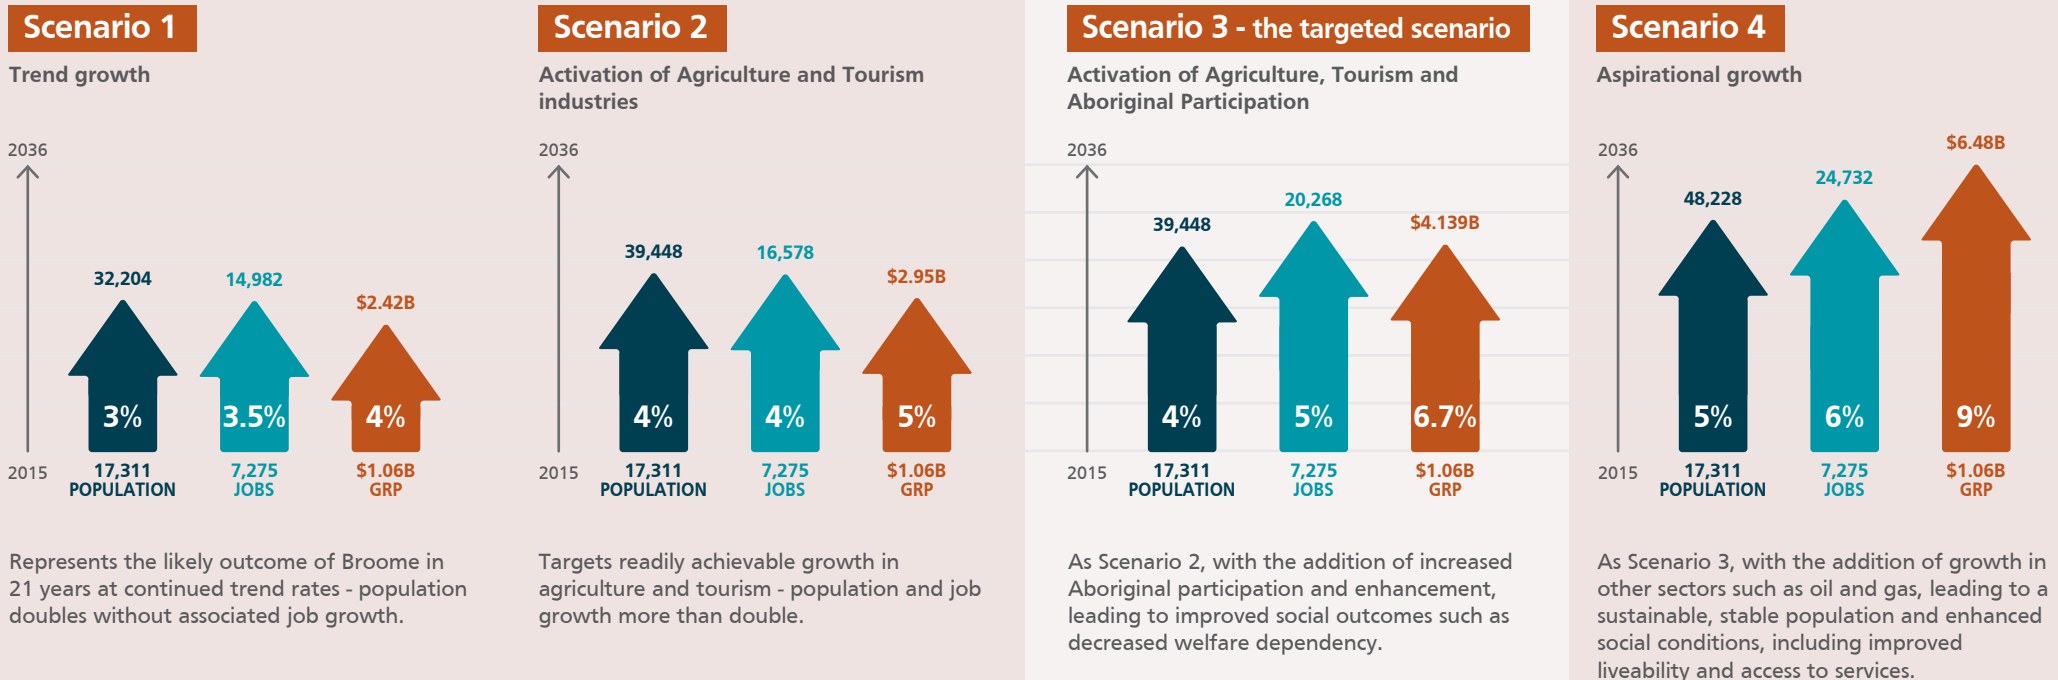 Scenario 1
Trend growth
2036
32,204
14,982
$2.42B
3%
3.5%
4%
2015
17,311
POPULATION
7,275
JOBS
$1.06B
GRP
Represents the likely outcome of Broome in
21 years at continued trend rates - population
doubles without associated job growth.
Scenario 2
Activation of Agriculture and Tourism
industries
2036
39,448
16,578
$2.95B
4%
4%
5%
2015
17,311
POPULATION
7,275
JOBS
$1.06B
GRP
Targets readily achievable growth in
agriculture and tourism - population and job
growth more than double.
Scenario 3 - the targeted scenario
Activation of Agriculture, Tourism and
Aboriginal Participation
2036
39,448
20,268
$4.139B
4%
5%
6.7%
2015
17,311
POPULATION
7,275
JOBS
$1.06B
GRP
As Scenario 2, with the addition of increased
Aboriginal participation and enhancement,
leading to improved social outcomes such as
decreased welfare dependency.
Scenario 4
Aspirational growth
2036
48,228
24,732
$6.48B
5%
6%
9%
2015
17,311
POPULATION
7,275
JOBS
$1.06B
GRP
As Scenario 3, with the addition of growth in
other sectors such as oil and gas, leading to a
sustainable, stable population and enhanced
social conditions, including improved
liveability and access to services.